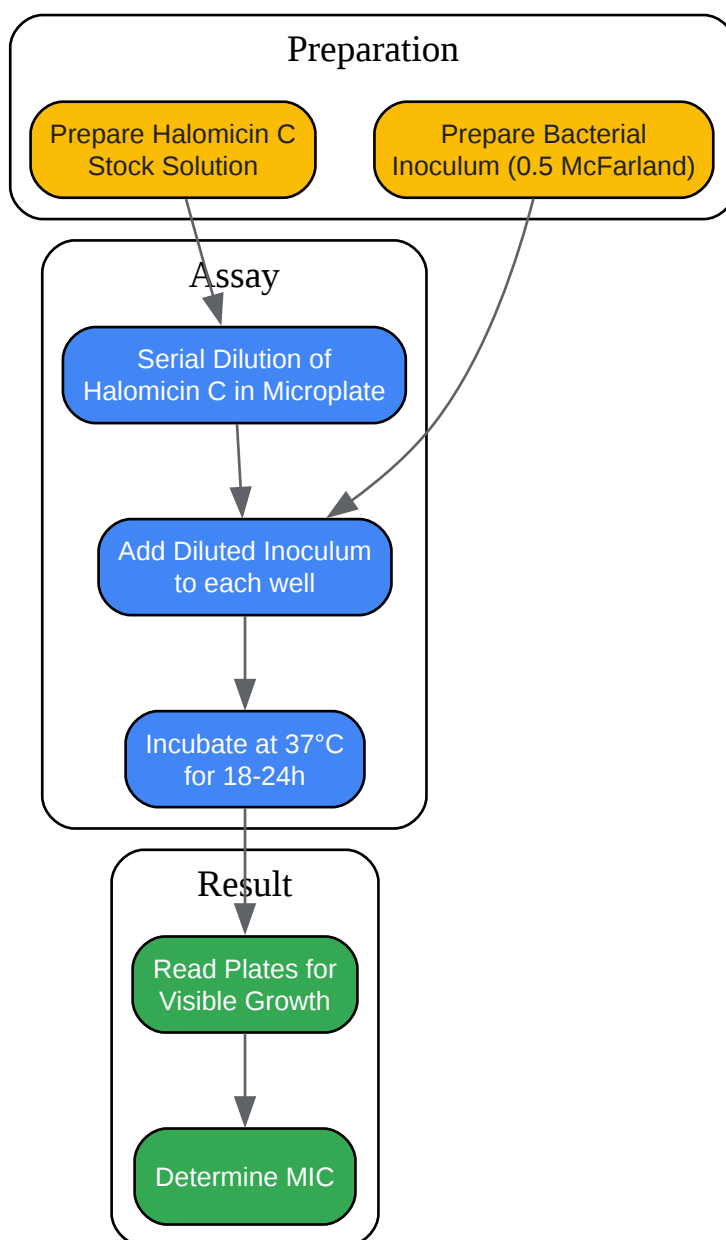 Preparation
Prepare Halomicin C
Stock Solution
Prepare Bacterial
Inoculum (0.5 McFarland)
Assay
Serial Dilution of
Halomicin C in Microplate
Add Diluted Inoculum
to each well
Incubate at 37°C
for 18-24h
Result
Read Plates for
Visible Growth
Determine MIC